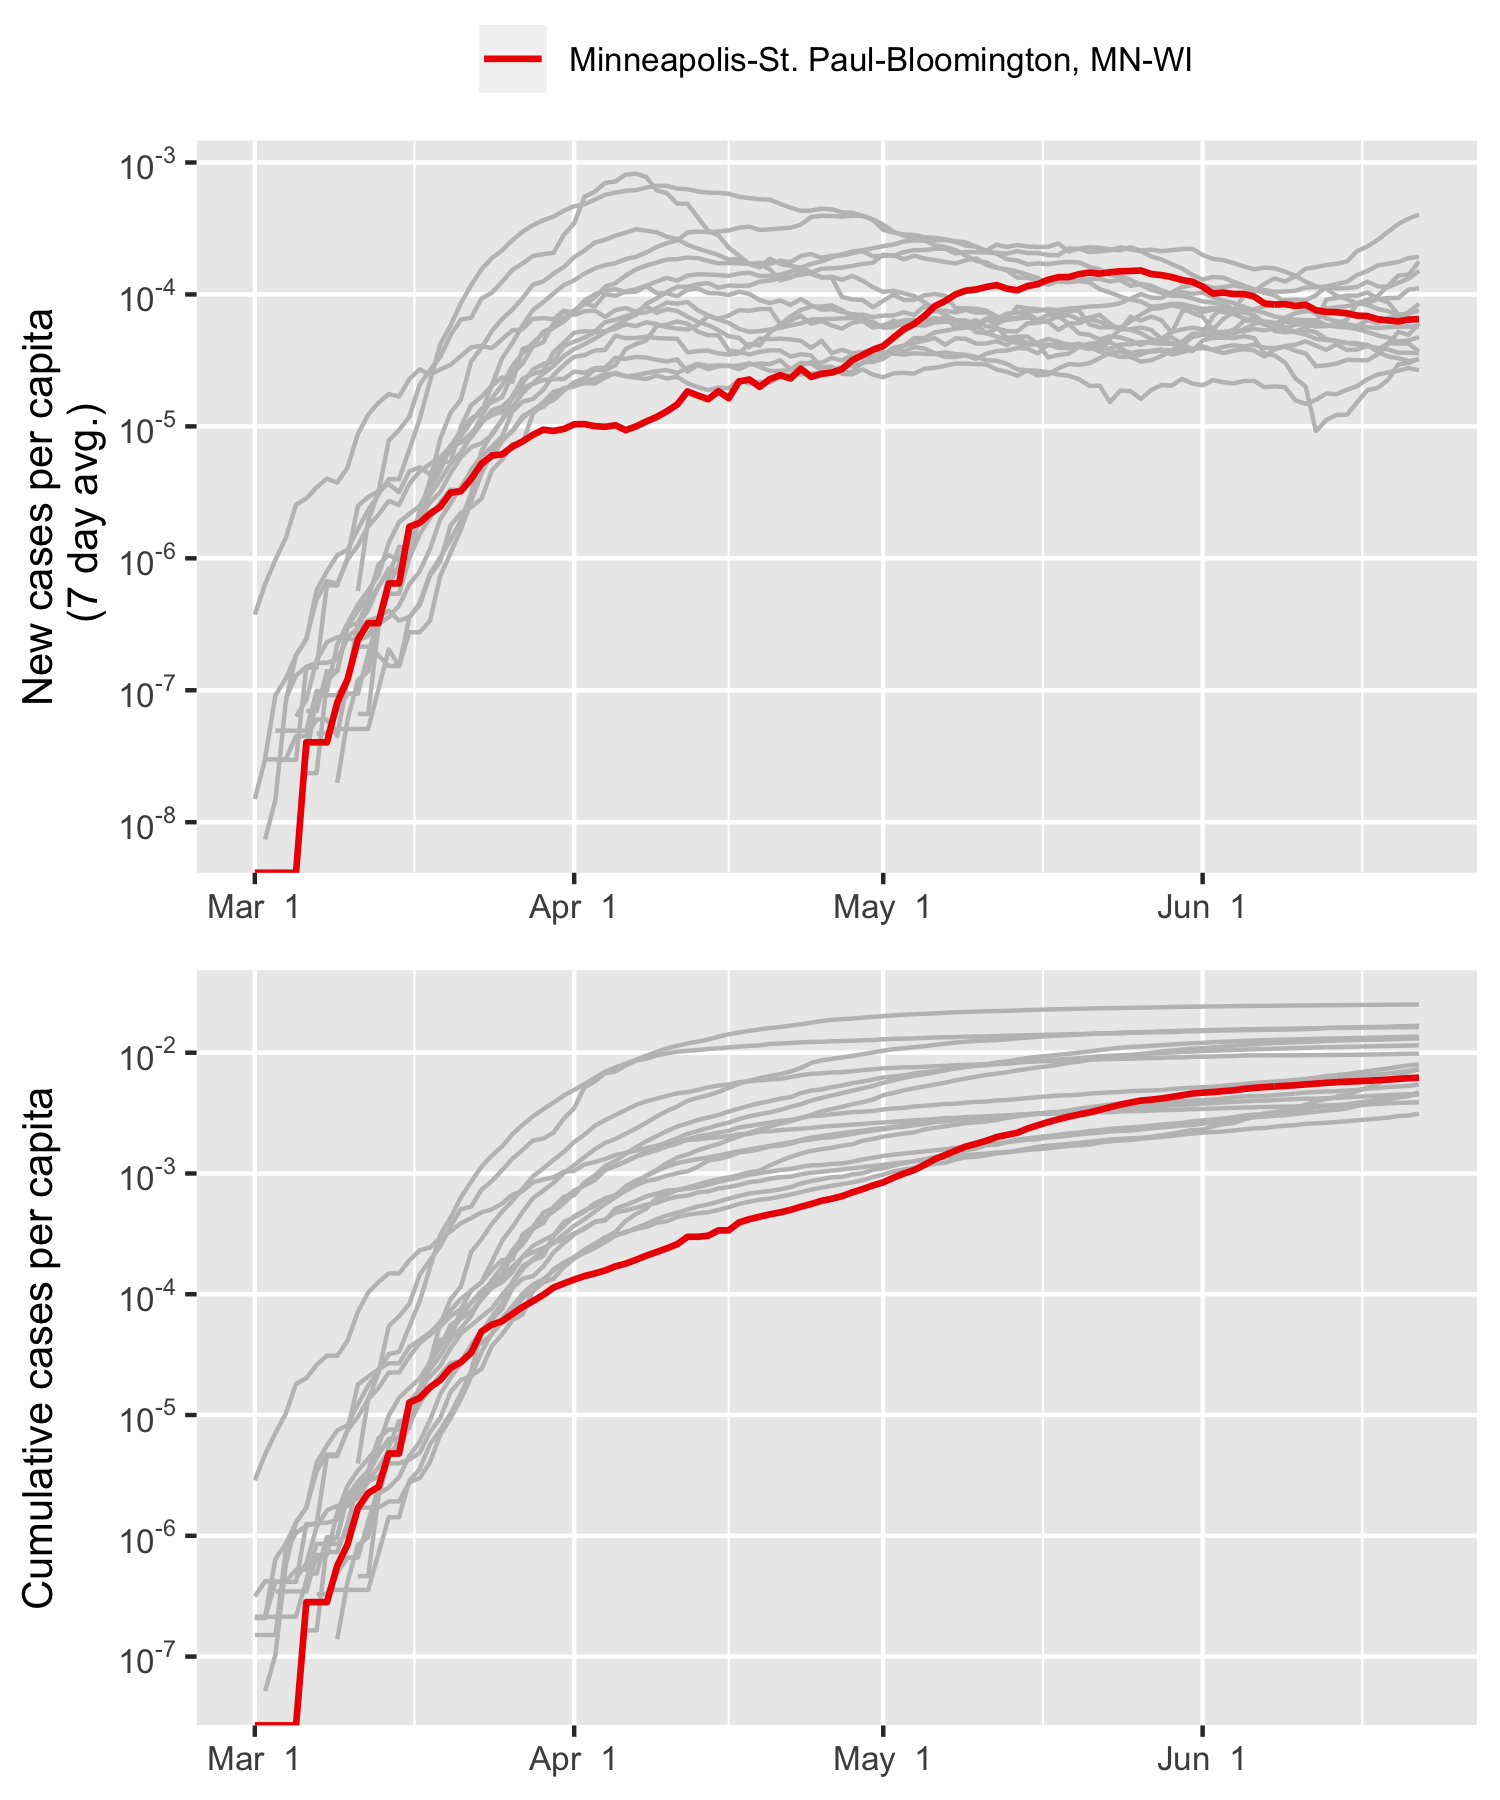 Minneapolis-St. Paul-Bloomington, MN-WI
New cases per capita
(7 day avg.)
10⁻³
10⁻⁴
10⁻⁵
10⁻⁶
10⁻⁷
10⁻⁸
Mar 1
Apr 1
May 1
Jun 1
Cumulative cases per capita
10⁻²
10⁻³
10⁻⁴
10⁻⁵
10⁻⁶
10⁻⁷
Mar 1
Apr 1
May 1
Jun 1